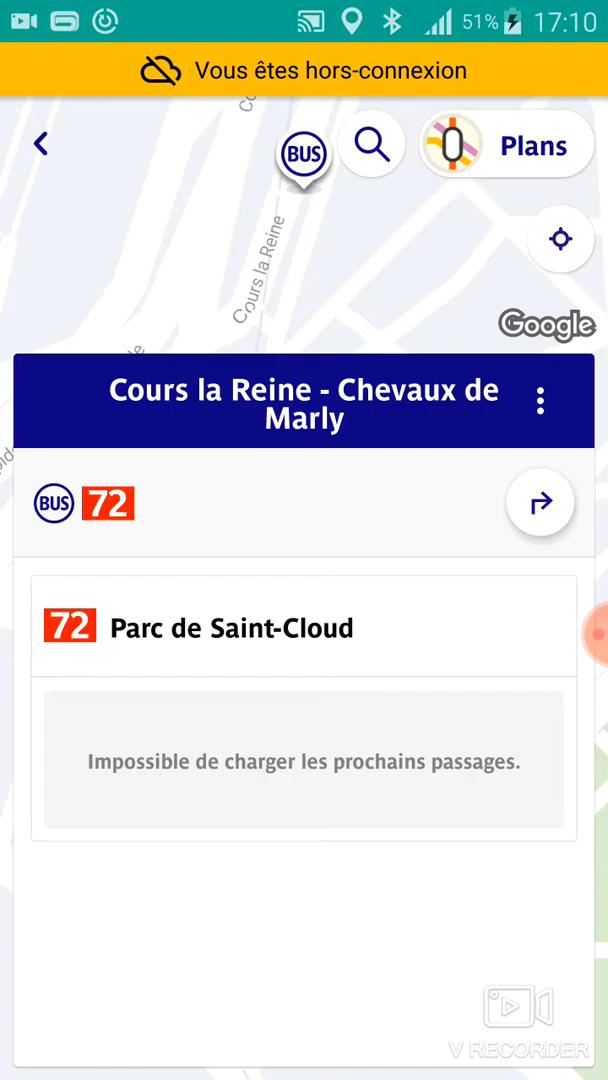 51% 17:10
Vous êtes hors-connexion
BUS
Plans
Cours la Reine
Google
Cours la Reine - Chevaux de
Marly
BUS 72
72 Parc de Saint-Cloud
Impossible de charger les prochains passages.
V RECORDER